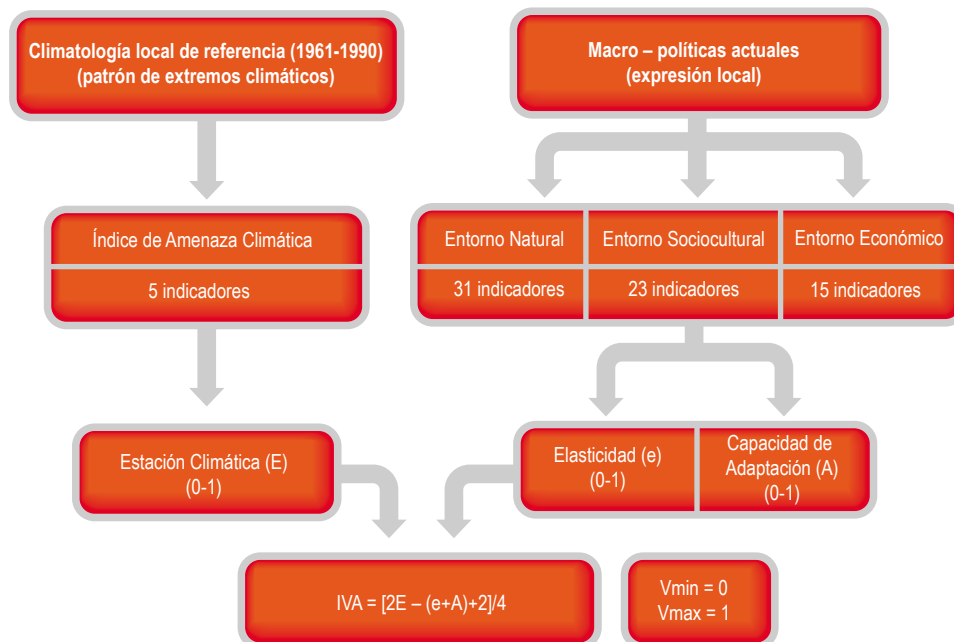 Climatología local de referencia (1961-1990)
(patrón de extremos climáticos)
Macro – políticas actuales
(expresión local)
Índice de Amenaza Climática
5 indicadores
Entorno Natural
Entorno Sociocultural
Entorno Económico
31 indicadores
23 indicadores
15 indicadores
Estación Climática (E)
(0-1)
Elasticidad (e)
(0-1)
Capacidad de
Adaptación (A)
(0-1)
IVA = [2E – (e+A)+2]/4
Vmin = 0
Vmax = 1